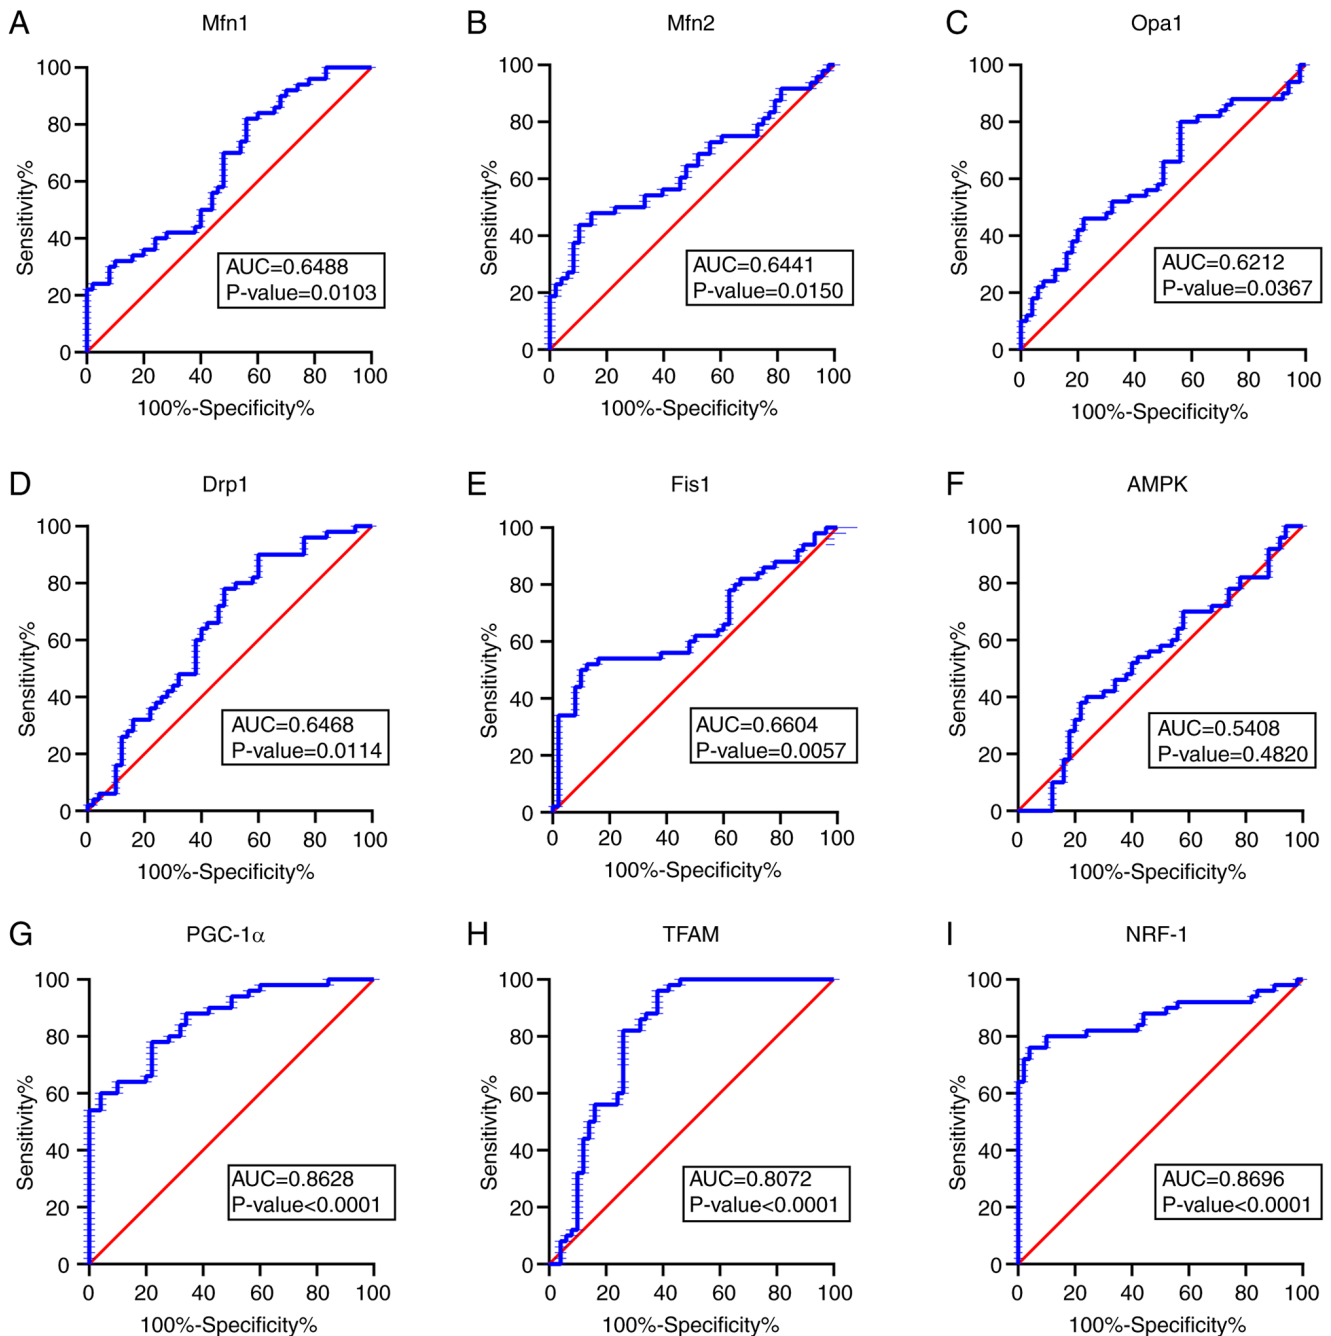 A
Mfn1
Sensitivity%
100
80
60
40
20
0
AUC=0.6488
P-value=0.0103
0 20 40 60 80 100
100%-Specificity%
B
Mfn2
Sensitivity%
100
80
60
40
20
0
AUC=0.6441
P-value=0.0150
0 20 40 60 80 100
100%-Specificity%
C
Opa1
Sensitivity%
100
80
60
40
20
0
AUC=0.6212
P-value=0.0367
0 20 40 60 80 100
100%-Specificity%
D
Drp1
Sensitivity%
100
80
60
40
20
0
AUC=0.6468
P-value=0.0114
0 20 40 60 80 100
100%-Specificity%
E
Fis1
Sensitivity%
100
80
60
40
20
0
AUC=0.6604
P-value=0.0057
0 20 40 60 80 100
100%-Specificity%
F
AMPK
Sensitivity%
100
80
60
40
20
0
AUC=0.5408
P-value=0.4820
0 20 40 60 80 100
100%-Specificity%
G
PGC-1α
Sensitivity%
100
80
60
40
20
0
AUC=0.8628
P-value<0.0001
0 20 40 60 80 100
100%-Specificity%
H
TFAM
Sensitivity%
100
80
60
40
20
0
AUC=0.8072
P-value<0.0001
0 20 40 60 80 100
100%-Specificity%
I
NRF-1
Sensitivity%
100
80
60
40
20
0
AUC=0.8696
P-value<0.0001
0 20 40 60 80 100
100%-Specificity%